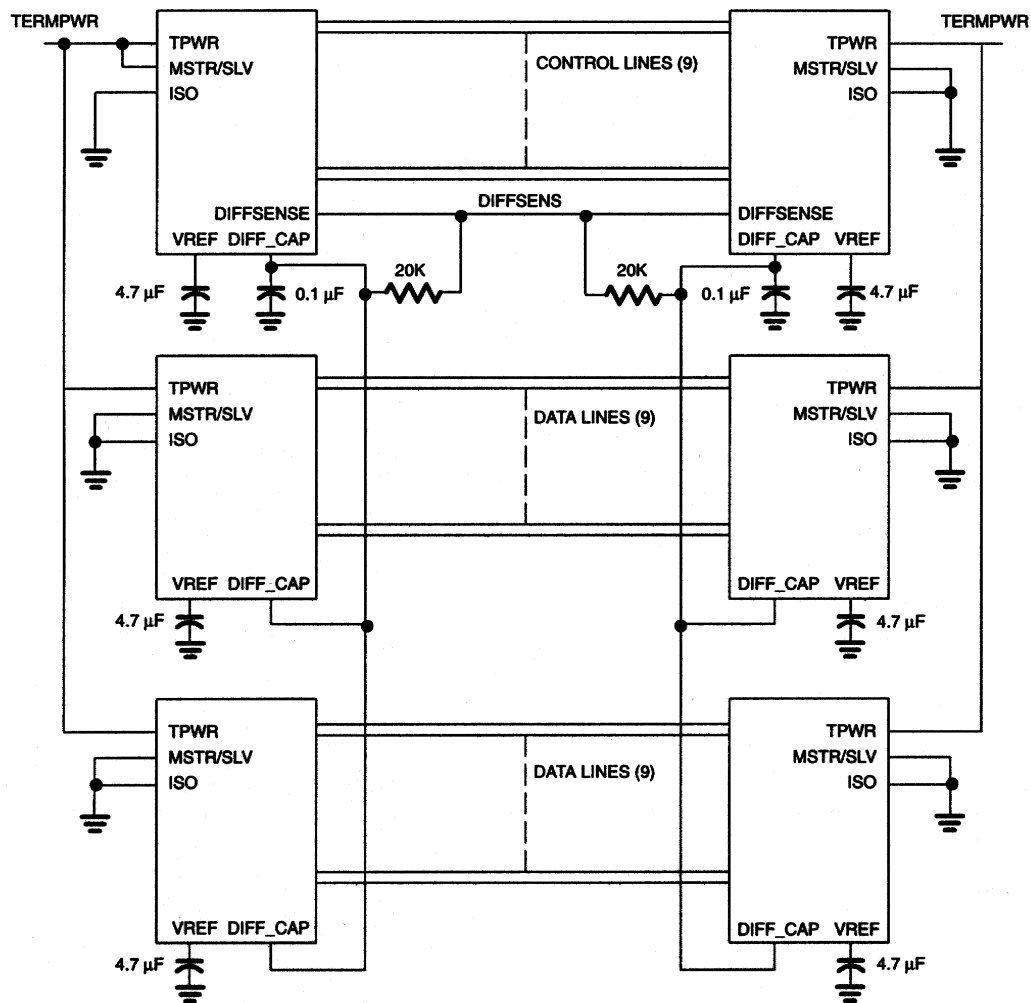 TERMPWR
TERMPWR
TPWR
MSTR/SLV
ISO
CONTROL LINES (9)
TPWR
MSTR/SLV
ISO
DIFFSENSE
DIFFSENS
DIFFSENSE
VREF DIFF_CAP
DIFF_CAP VREF
4.7 µF
0.1 µF
20K
20K
0.1 µF
4.7 µF
TPWR
MSTR/SLV
ISO
DATA LINES (9)
TPWR
MSTR/SLV
ISO
VREF DIFF_CAP
DIFF_CAP VREF
4.7 µF
4.7 µF
TPWR
MSTR/SLV
ISO
DATA LINES (9)
TPWR
MSTR/SLV
ISO
VREF DIFF_CAP
DIFF_CAP VREF
4.7 µF
4.7 µF